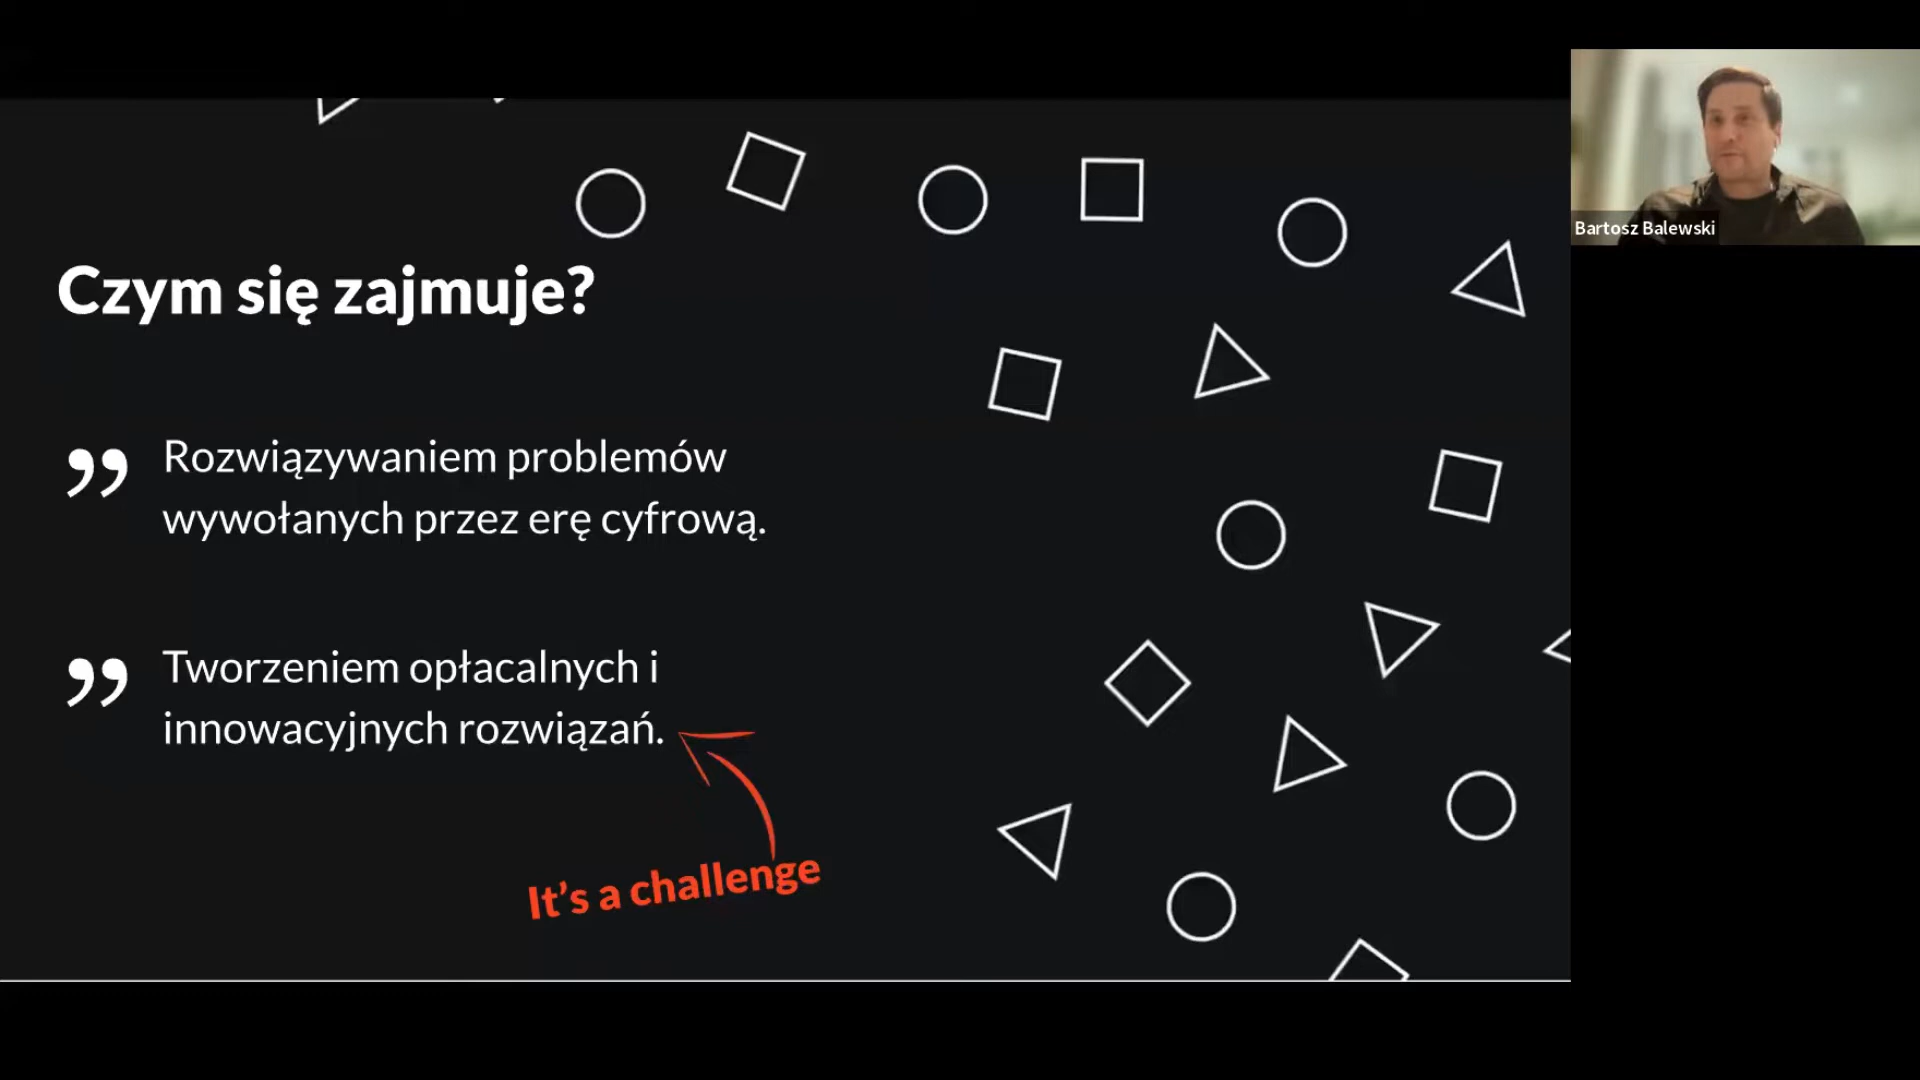 Czym się zajmuje?
”
Rozwiązywaniem problemów
wywołanych przez erę cyfrową.
”
Tworzeniem opłacalnych i
innowacyjnych rozwiązań.
It’s a challenge
Bartosz Balewski